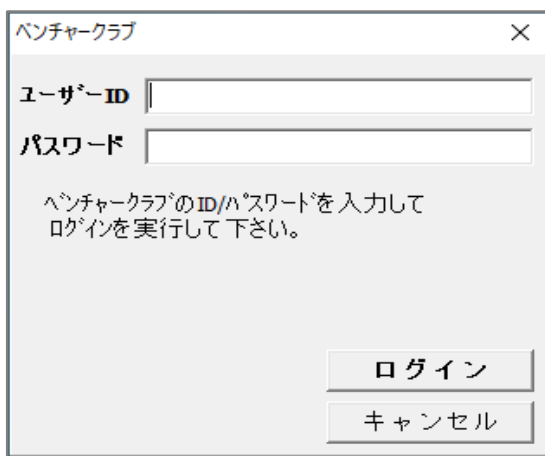 ベンチャークラブ
ユーザーID
パスワード
ベンチャークラブのID/パスワードを入力して
ログインを実行して下さい。
ログイン
キャンセル